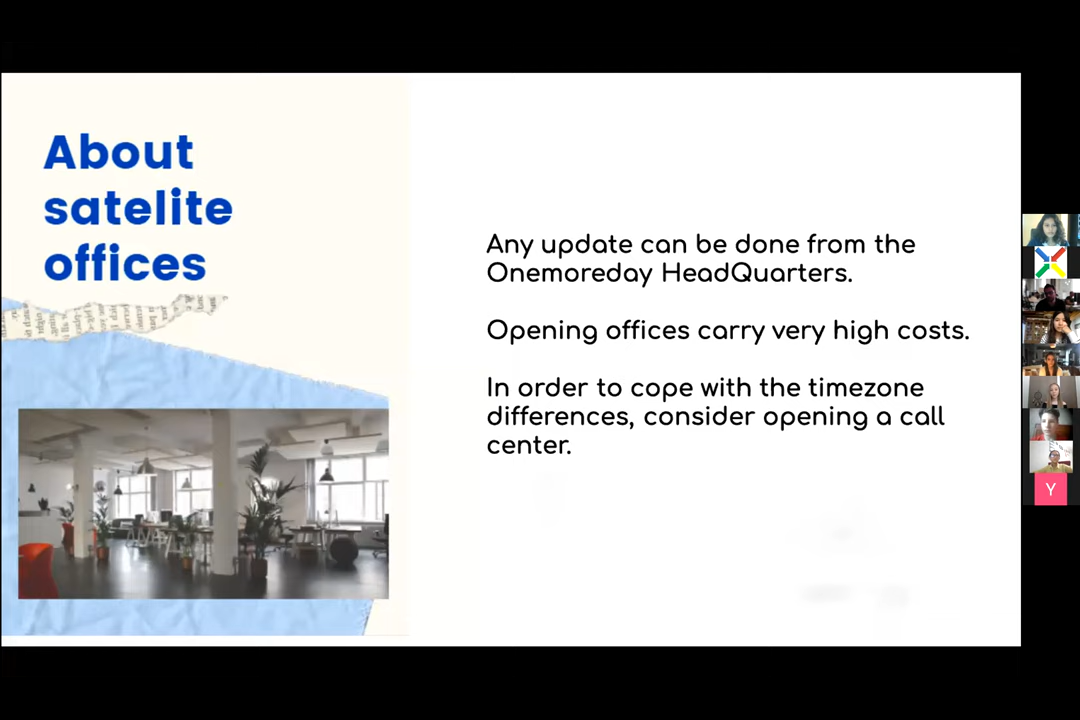 About
satelite
offices
Any update can be done from the
Onemoreday HeadQuarters.
Opening offices carry very high costs.
In order to cope with the timezone
differences, consider opening a call
center.
Y